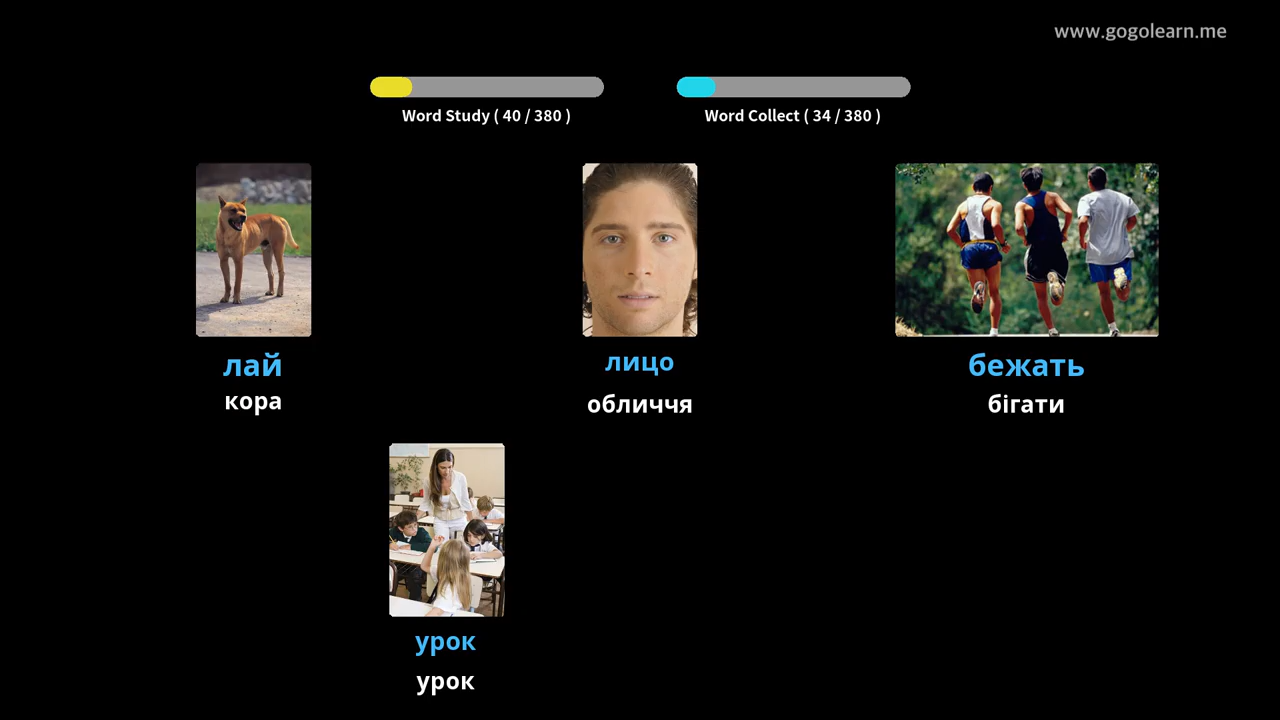 www.gogolearn.me
Word Study ( 40 / 380 )
Word Collect ( 34 / 380 )
лай
кора
лицо
обличчя
бежать
бігати
урок
урок